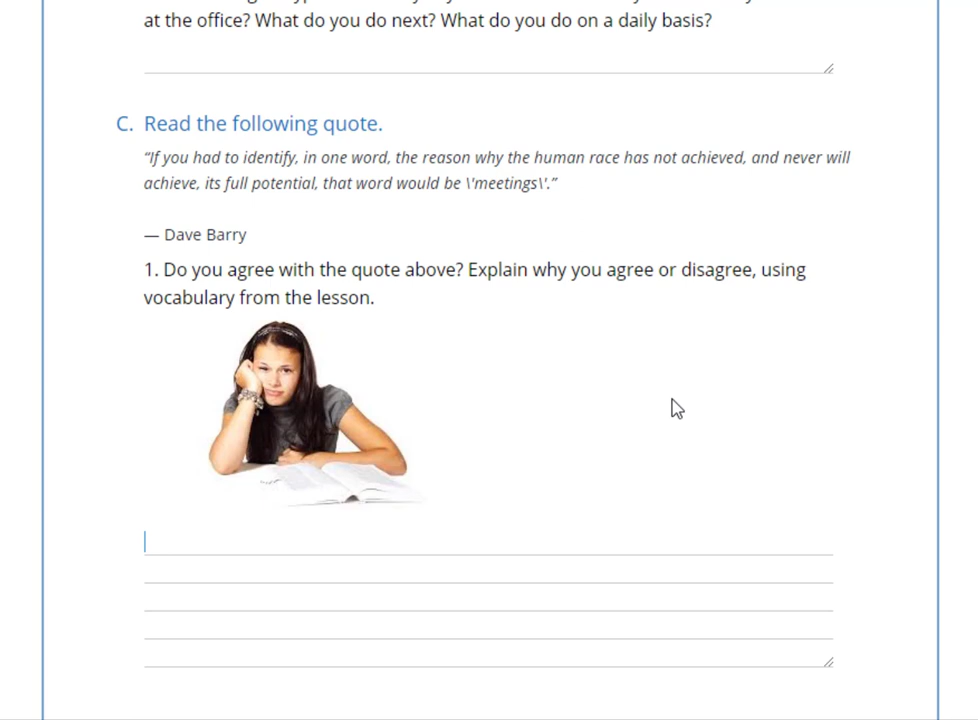 at the office? What do you do next? What do you do on a daily basis?
C. Read the following quote.
“If you had to identify, in one word, the reason why the human race has not achieved, and never will
achieve, its full potential, that word would be \'meetings\'.”
— Dave Barry
1. Do you agree with the quote above? Explain why you agree or disagree, using
vocabulary from the lesson.